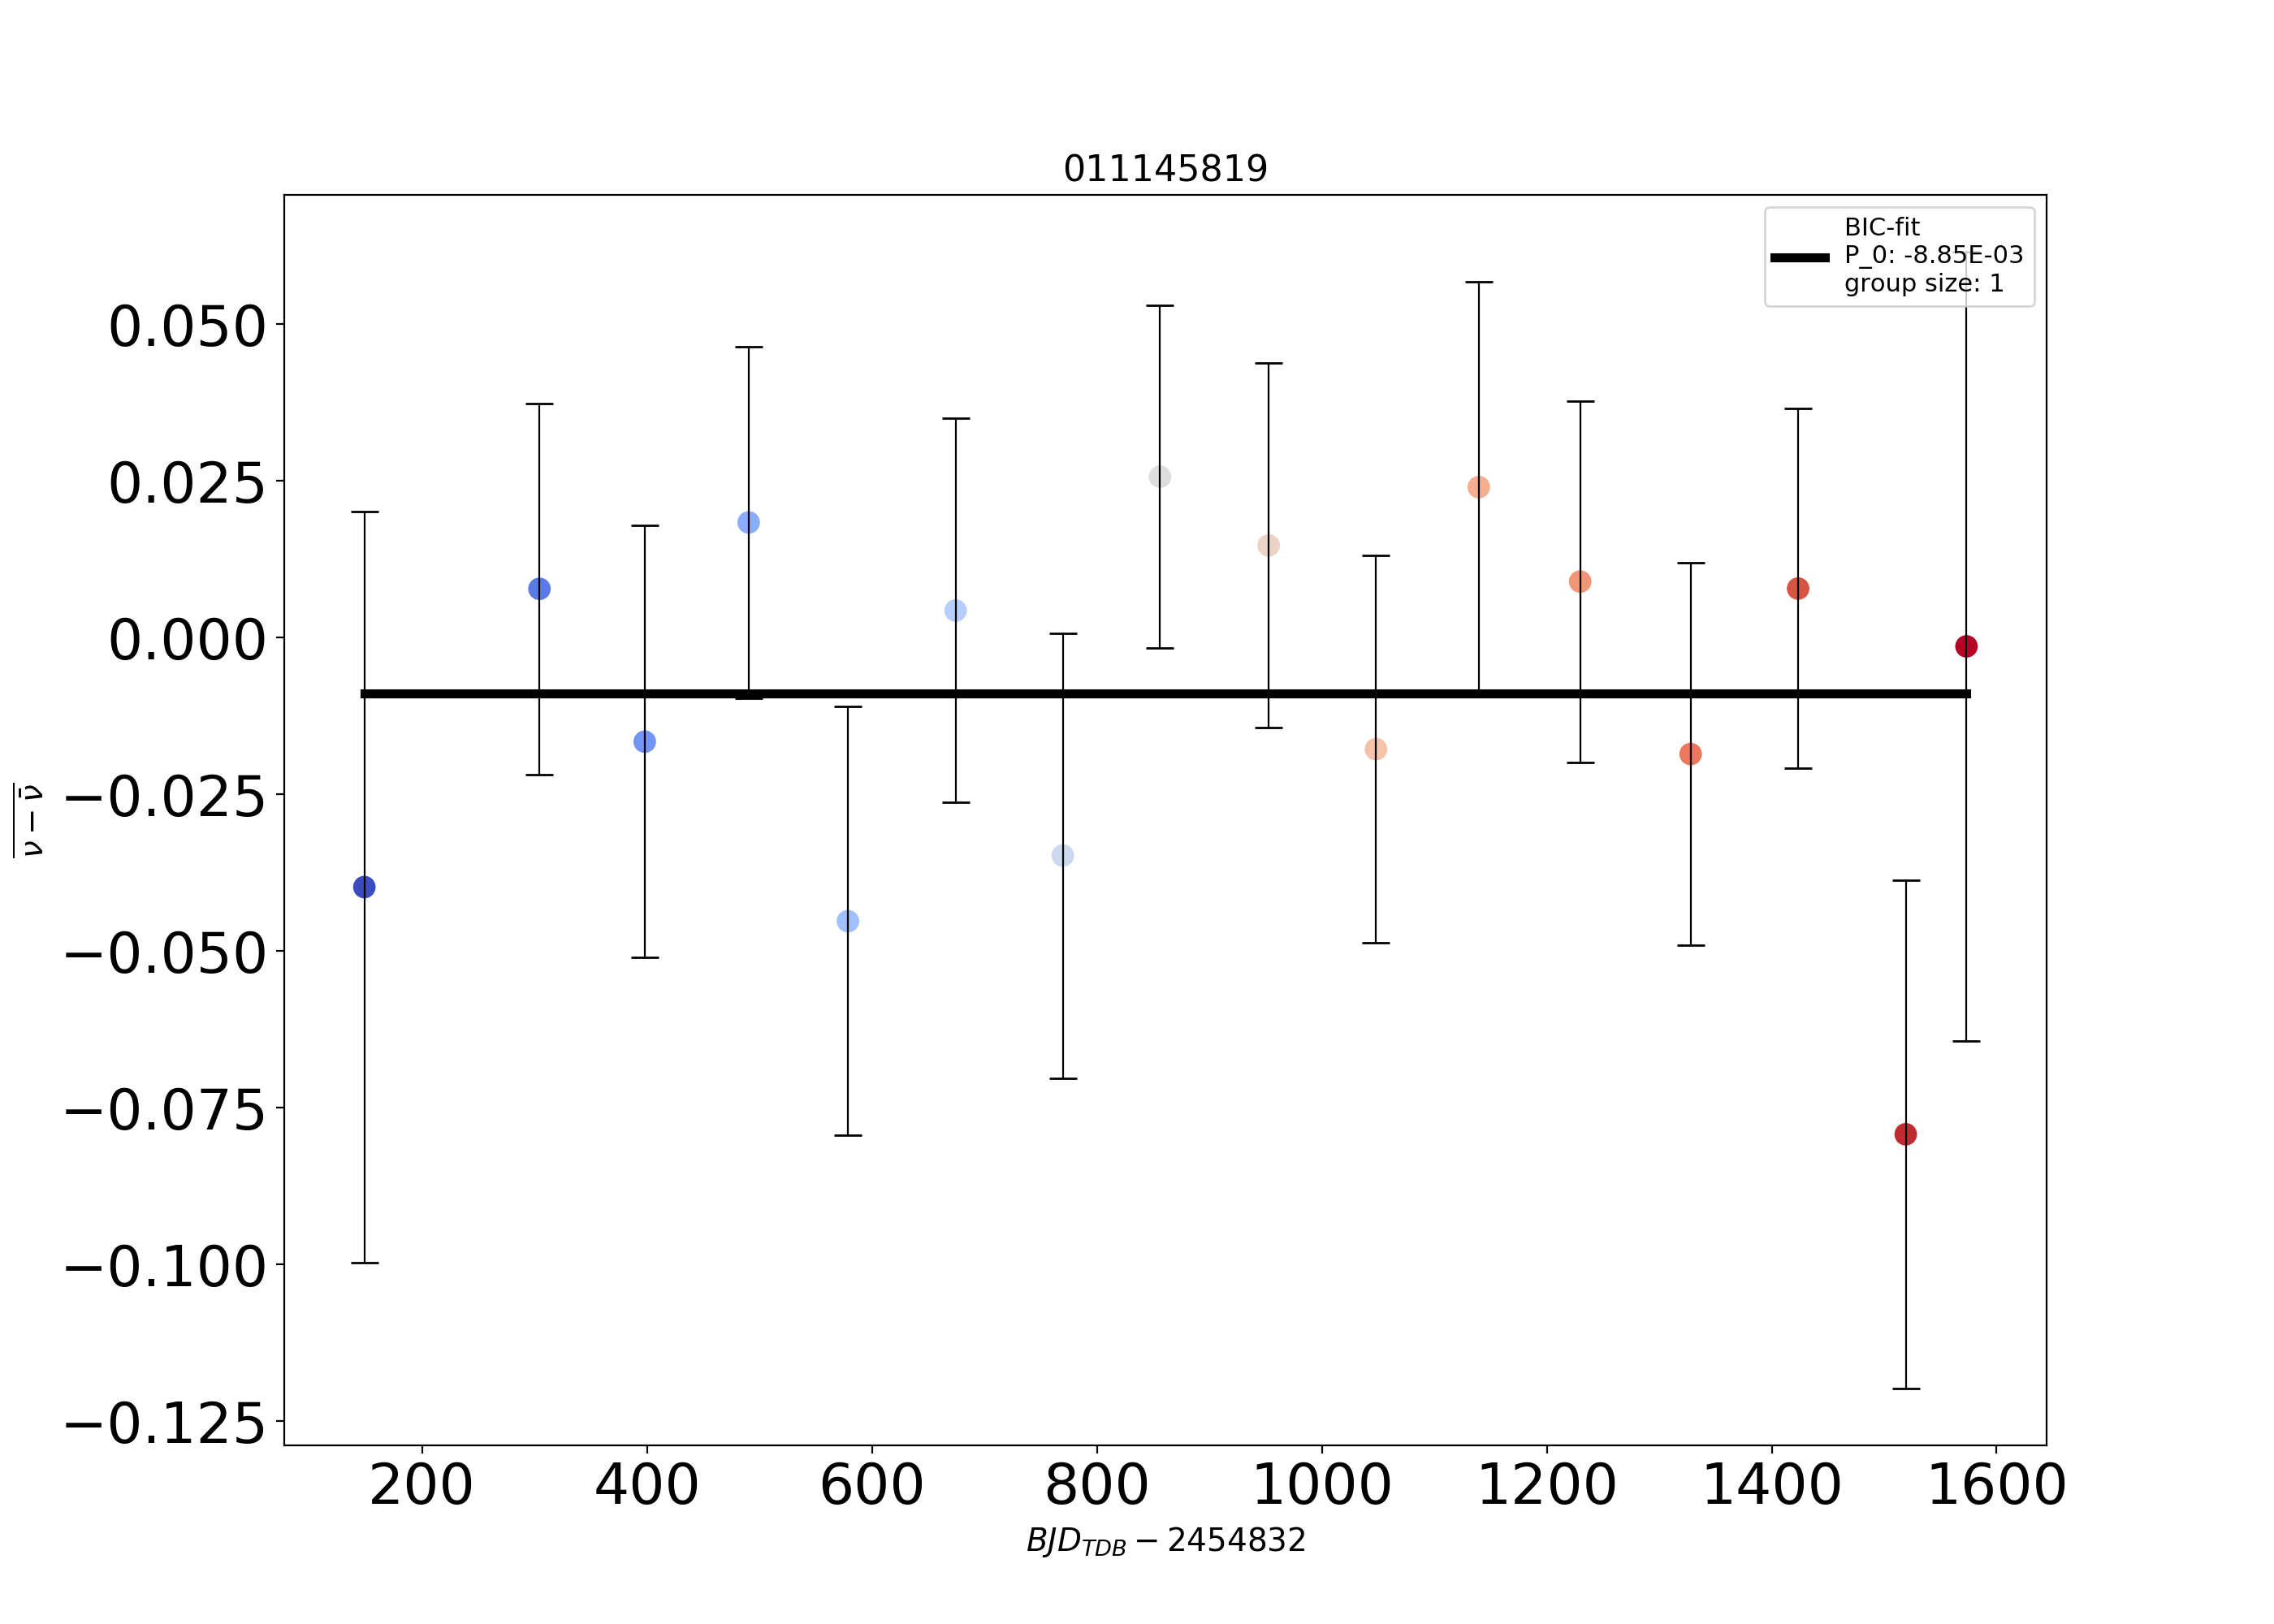 011145819
BIC-fit
P_0: -8.85E-03
group size: 1
0.050
0.025
0.000
−0.025
−0.050
−0.075
−0.100
−0.125
ν − ν̄
200 400 600 800 1000 1200 1400 1600
BJD_TDB − 2454832